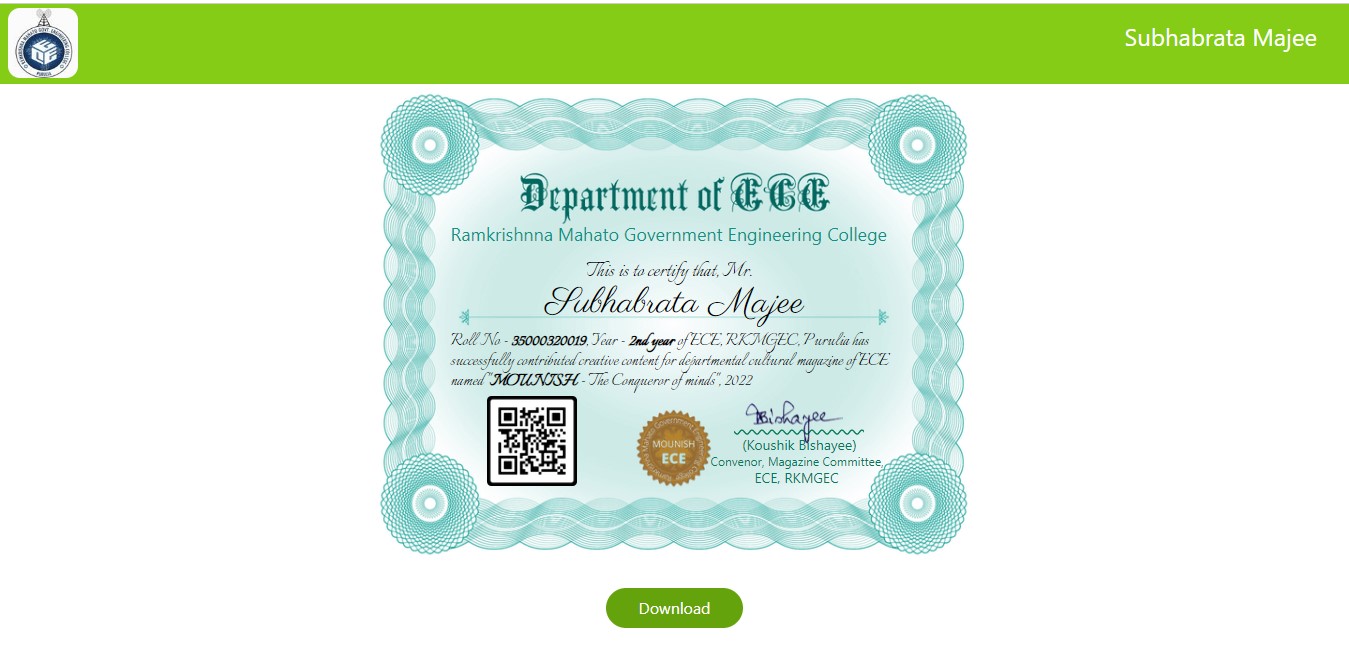 Subhabrata Majee
Department of ECE
Ramkrishnna Mahato Government Engineering College
This is to certify that, Mr.
Subhabrata Majee
Roll No - 35000320019, Year - 2nd year of ECE, RKMGEC, Purulia has
successfully contributed creative content for departmental cultural magazine of ECE
named "MOUNISH - The Conqueror of minds", 2022
MOUNISH
ECE
Bishayee
(Koushik Bishayee)
Convenor, Magazine Committee,
ECE, RKMGEC
Download